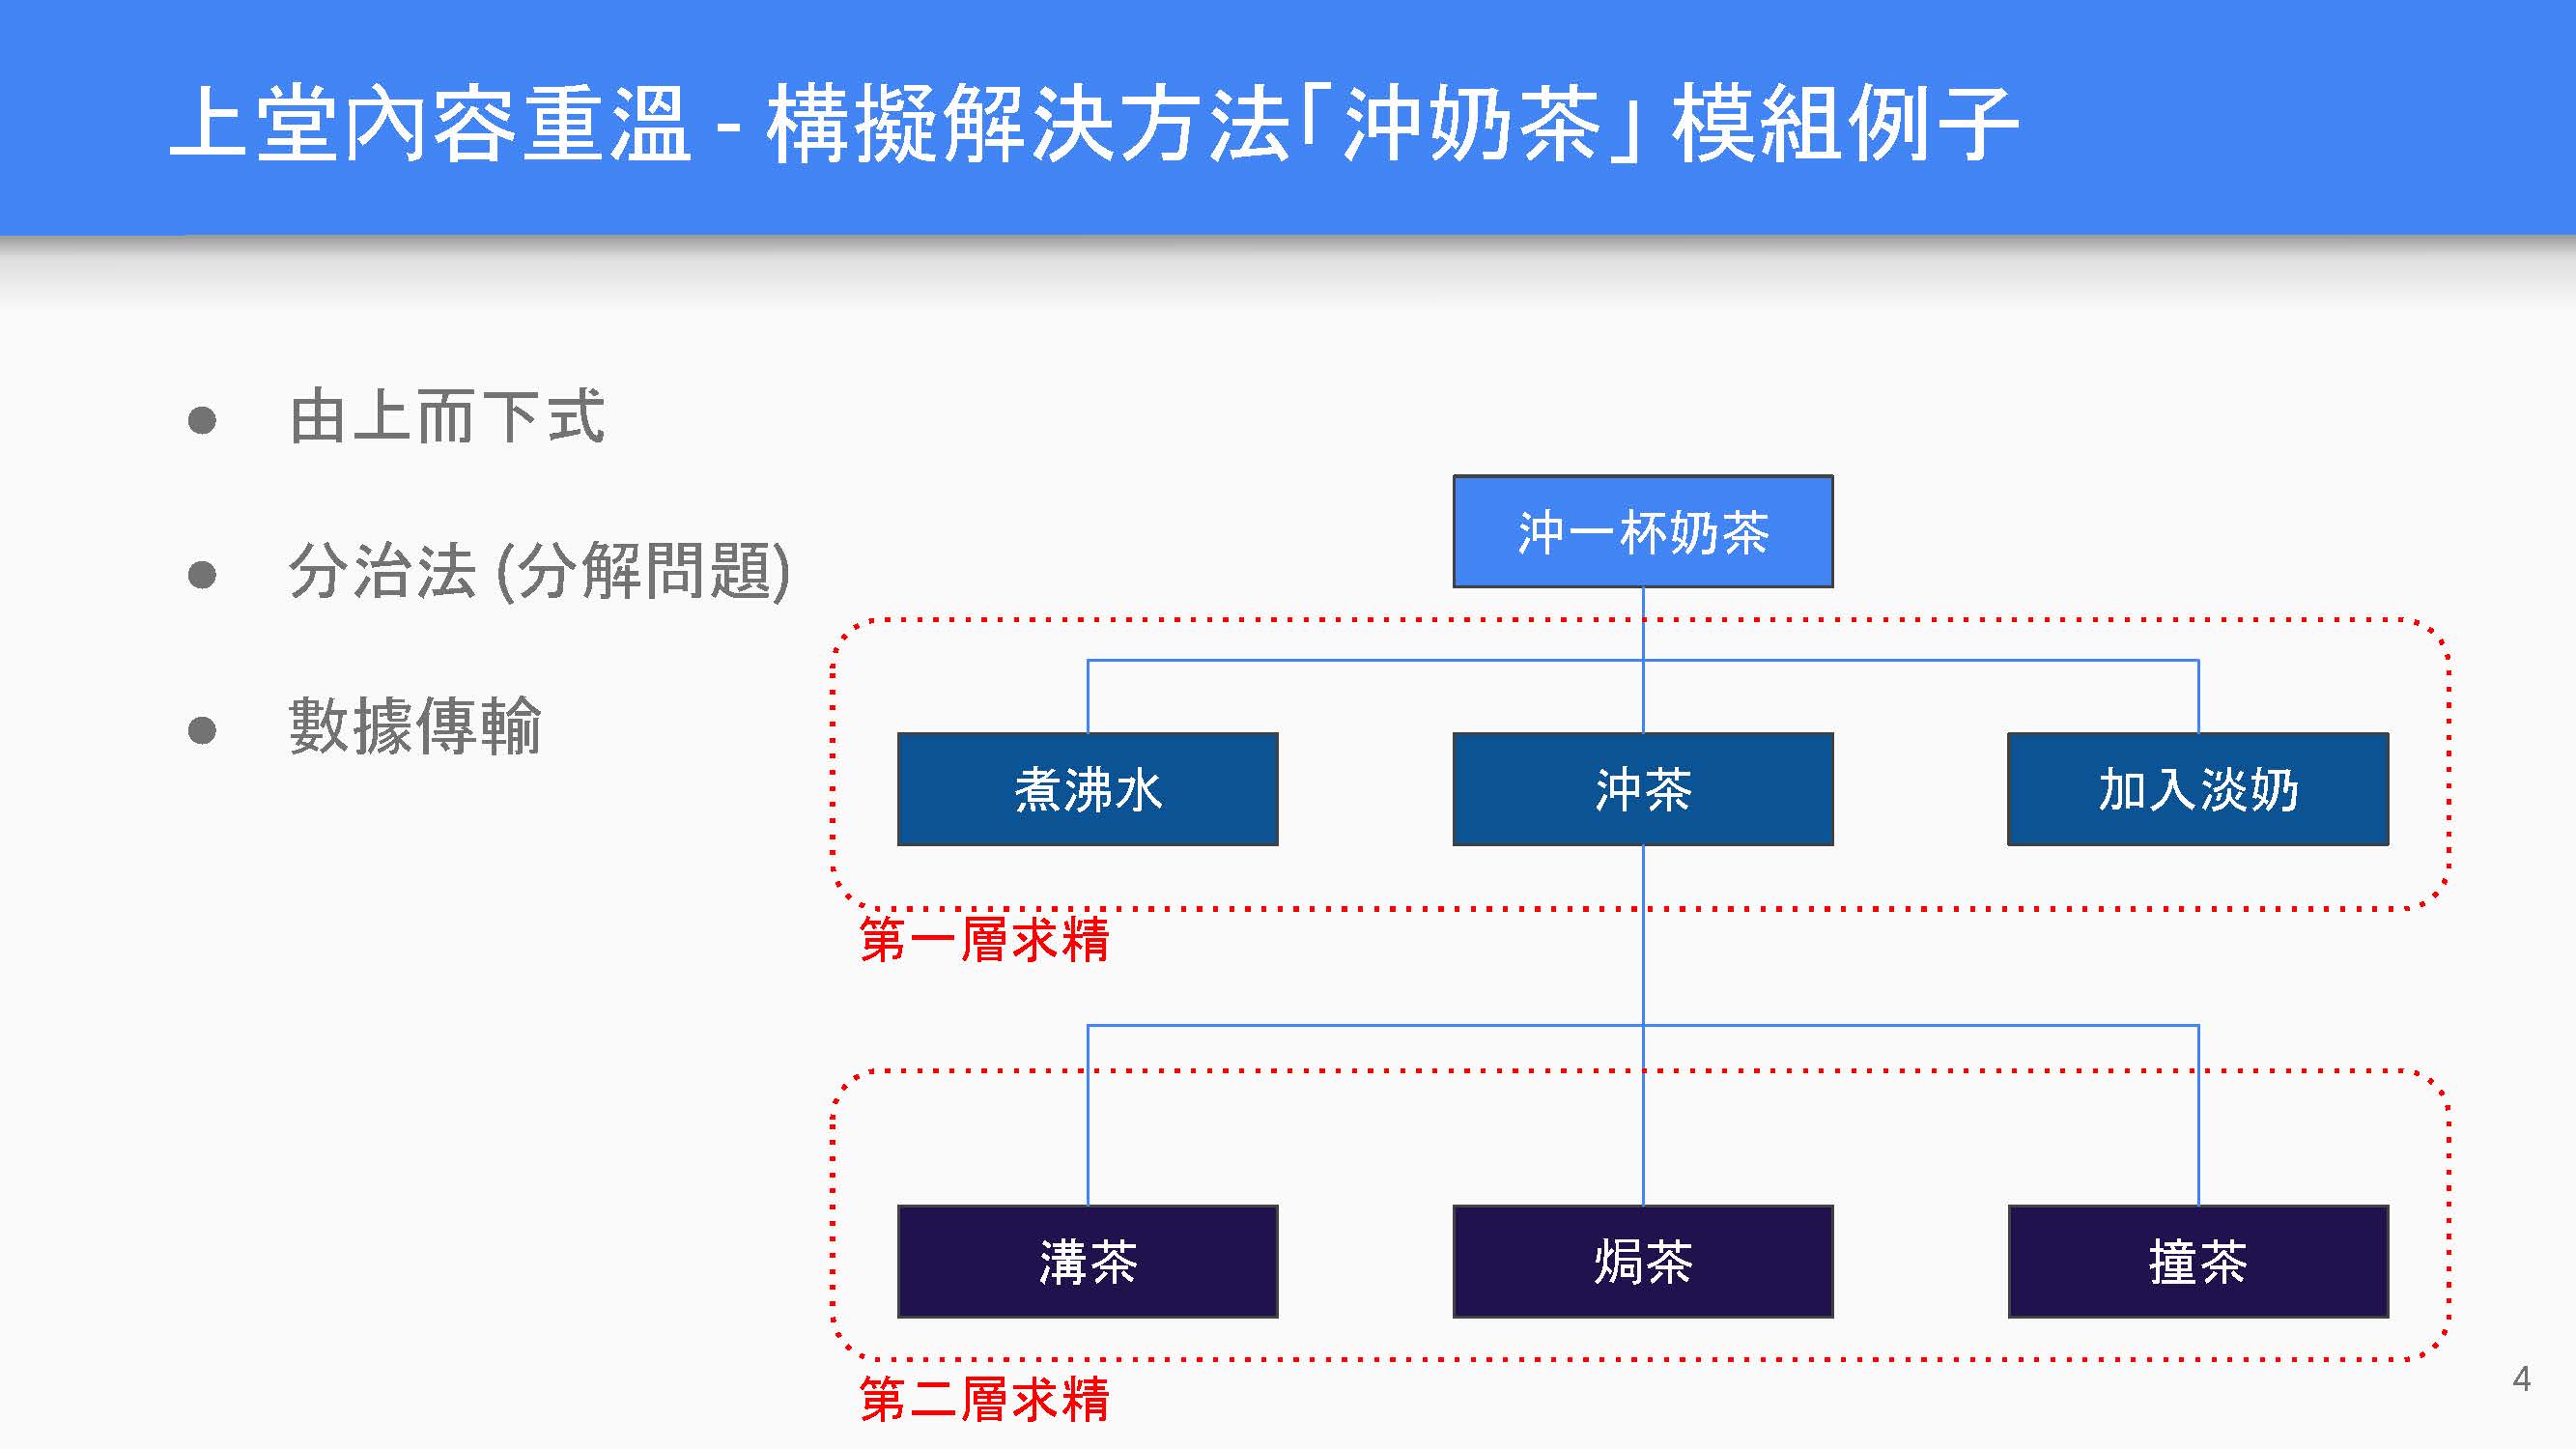 上堂內容重溫 - 構擬解決方法「沖奶茶」模組例子
● 由上而下式
● 分治法 (分解問題)
● 數據傳輸
沖一杯奶茶
煮沸水
沖茶
加入淡奶
第一層求精
溝茶
焗茶
撞茶
第二層求精
4